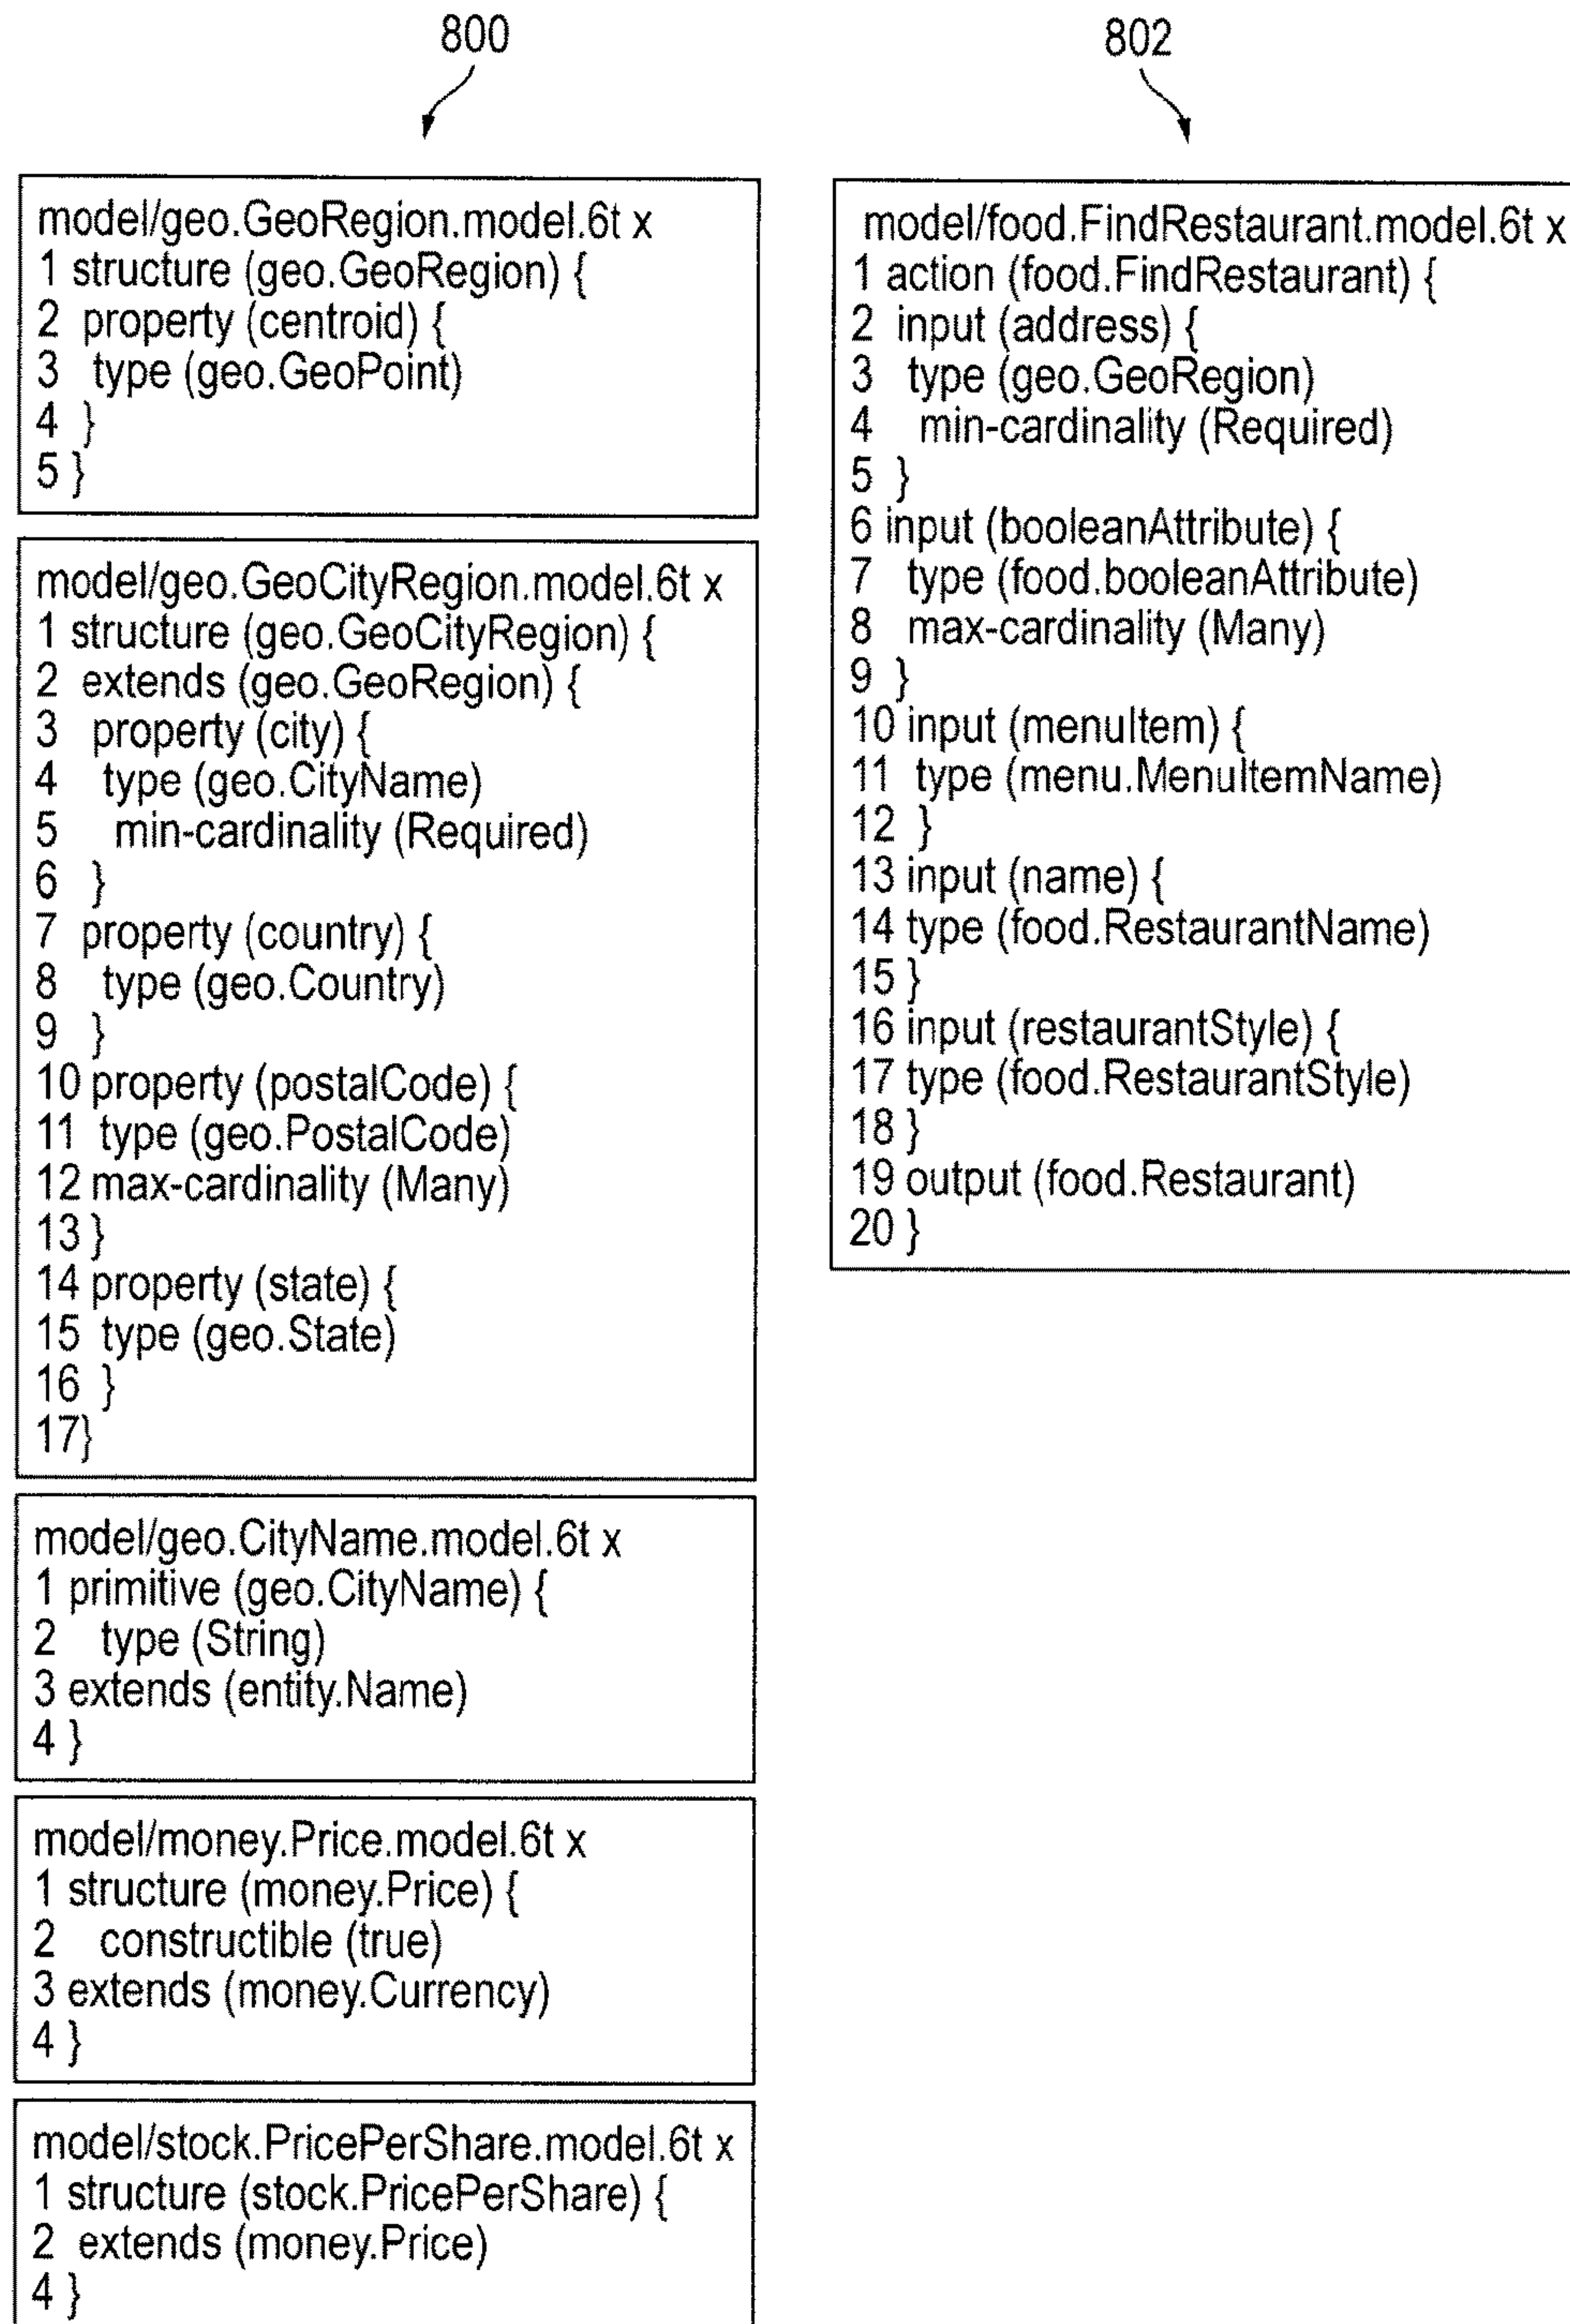 800
model/geo.GeoRegion.model.6t x
1 structure (geo.GeoRegion) {
2 property (centroid) {
3 type (geo.GeoPoint)
4 }
5 }
model/geo.GeoCityRegion.model.6t x
1 structure (geo.GeoCityRegion) {
2 extends (geo.GeoRegion) {
3 property (city) {
4 type (geo.CityName)
5 min-cardinality (Required)
6 }
7 property (country) {
8 type (geo.Country)
9 }
10 property (postalCode) {
11 type (geo.PostalCode)
12 max-cardinality (Many)
13 }
14 property (state) {
15 type (geo.State)
16 }
17}
model/geo.CityName.model.6t x
1 primitive (geo.CityName) {
2 type (String)
3 extends (entity.Name)
4 }
model/money.Price.model.6t x
1 structure (money.Price) {
2 constructible (true)
3 extends (money.Currency)
4 }
model/stock.PricePerShare.model.6t x
1 structure (stock.PricePerShare) {
2 extends (money.Price)
4 }
802
model/food.FindRestaurant.model.6t x
1 action (food.FindRestaurant) {
2 input (address) {
3 type (geo.GeoRegion)
4 min-cardinality (Required)
5 }
6 input (booleanAttribute) {
7 type (food.booleanAttribute)
8 max-cardinality (Many)
9 }
10 input (menuItem) {
11 type (menu.MenuItemName)
12 }
13 input (name) {
14 type (food.RestaurantName)
15 }
16 input (restaurantStyle) {
17 type (food.RestaurantStyle)
18 }
19 output (food.Restaurant)
20 }